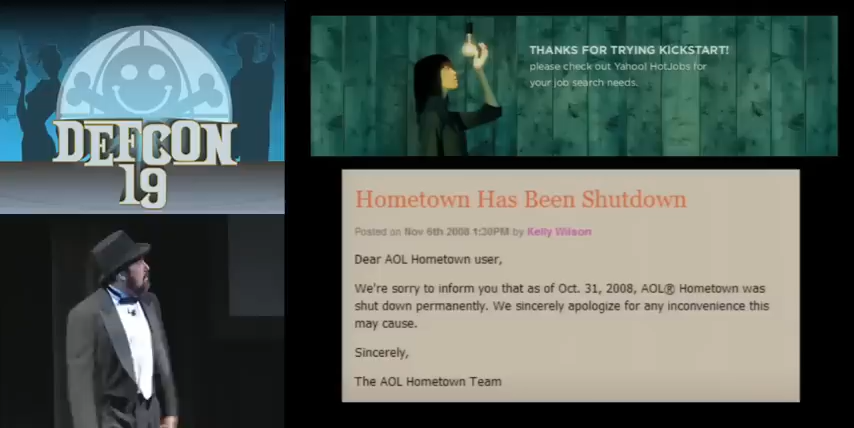 DEFCON
19
THANKS FOR TRYING KICKSTART!
please check out Yahoo! HotJobs for
your job search needs.
Hometown Has Been Shutdown
Posted on Nov 6th 2008 1:30PM by Kelly Wilson
Dear AOL Hometown user,
We're sorry to inform you that as of Oct. 31, 2008, AOL® Hometown was
shut down permanently. We sincerely apologize for any inconvenience this
may cause.
Sincerely,
The AOL Hometown Team